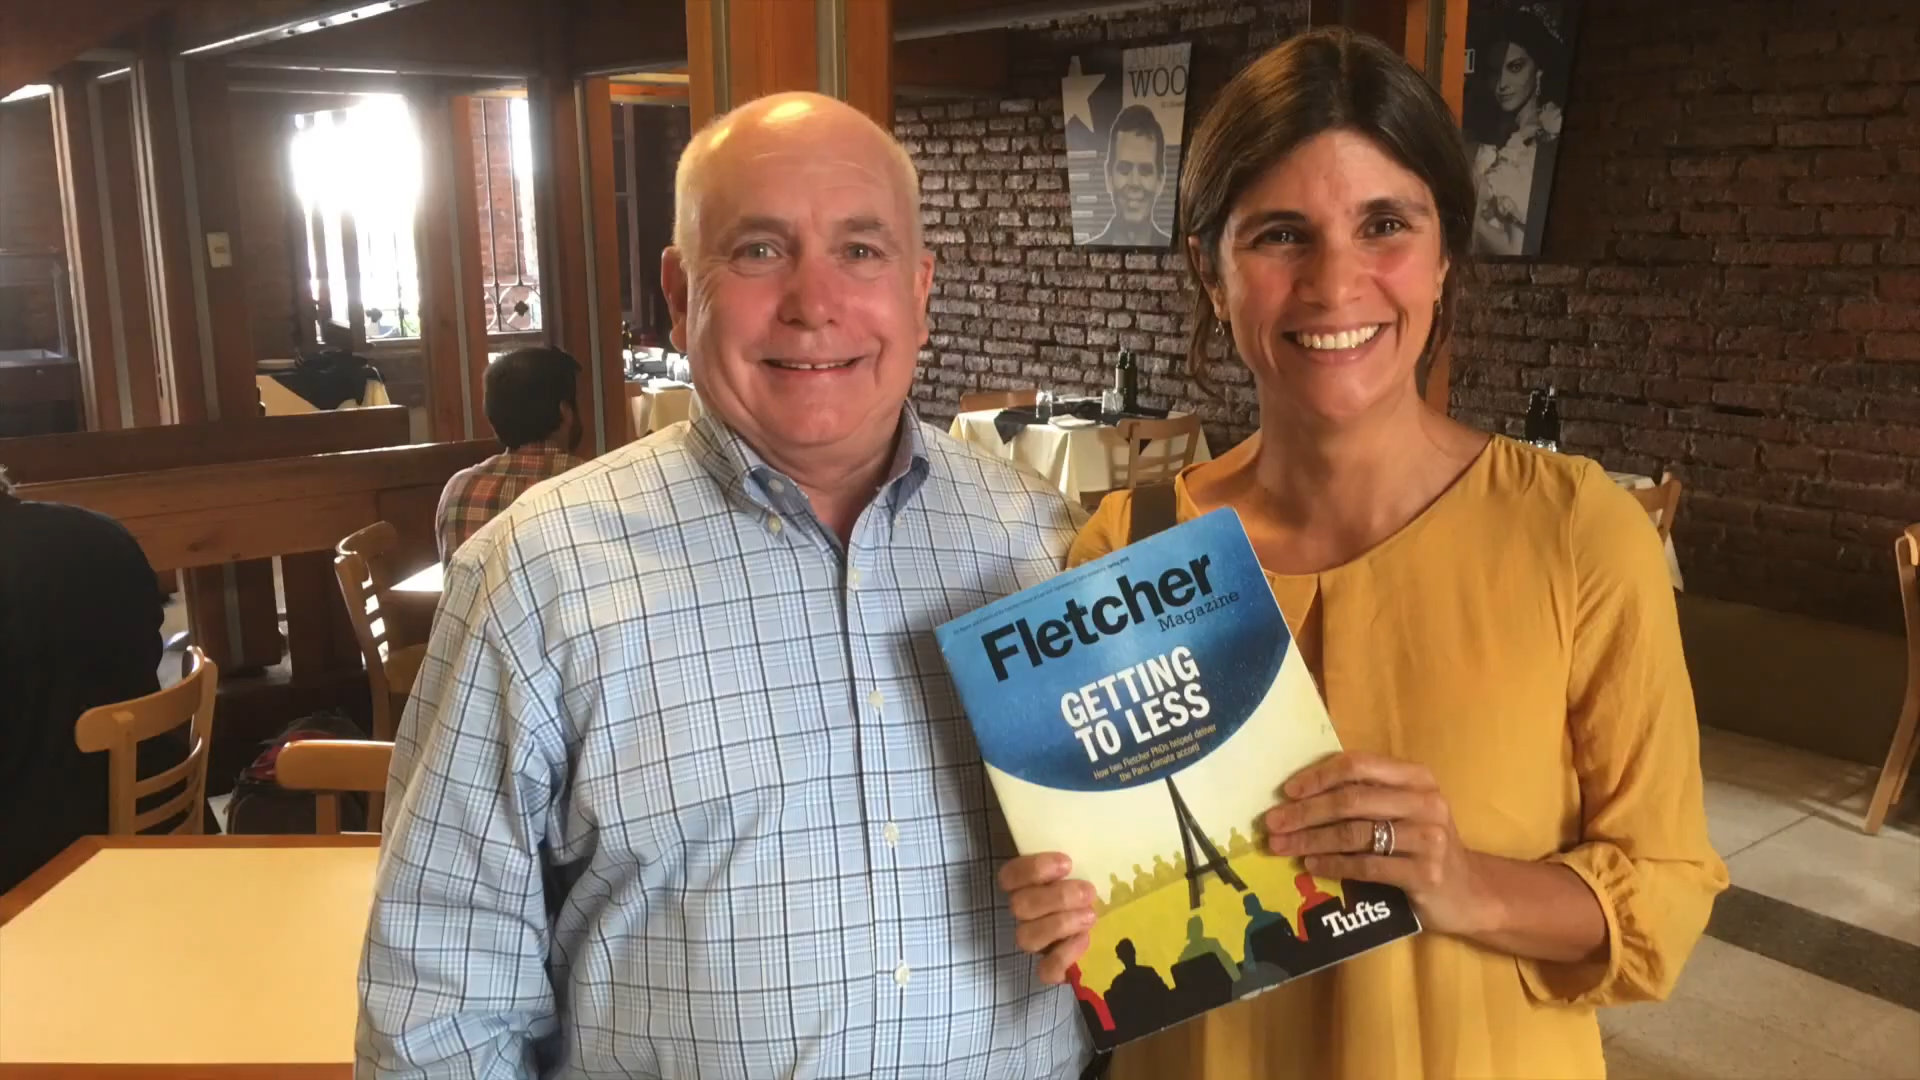 WOO
Fletcher
Magazine
GETTING
TO LESS
How two Fletcher PhDs helped deliver
the Paris climate accord
Tufts